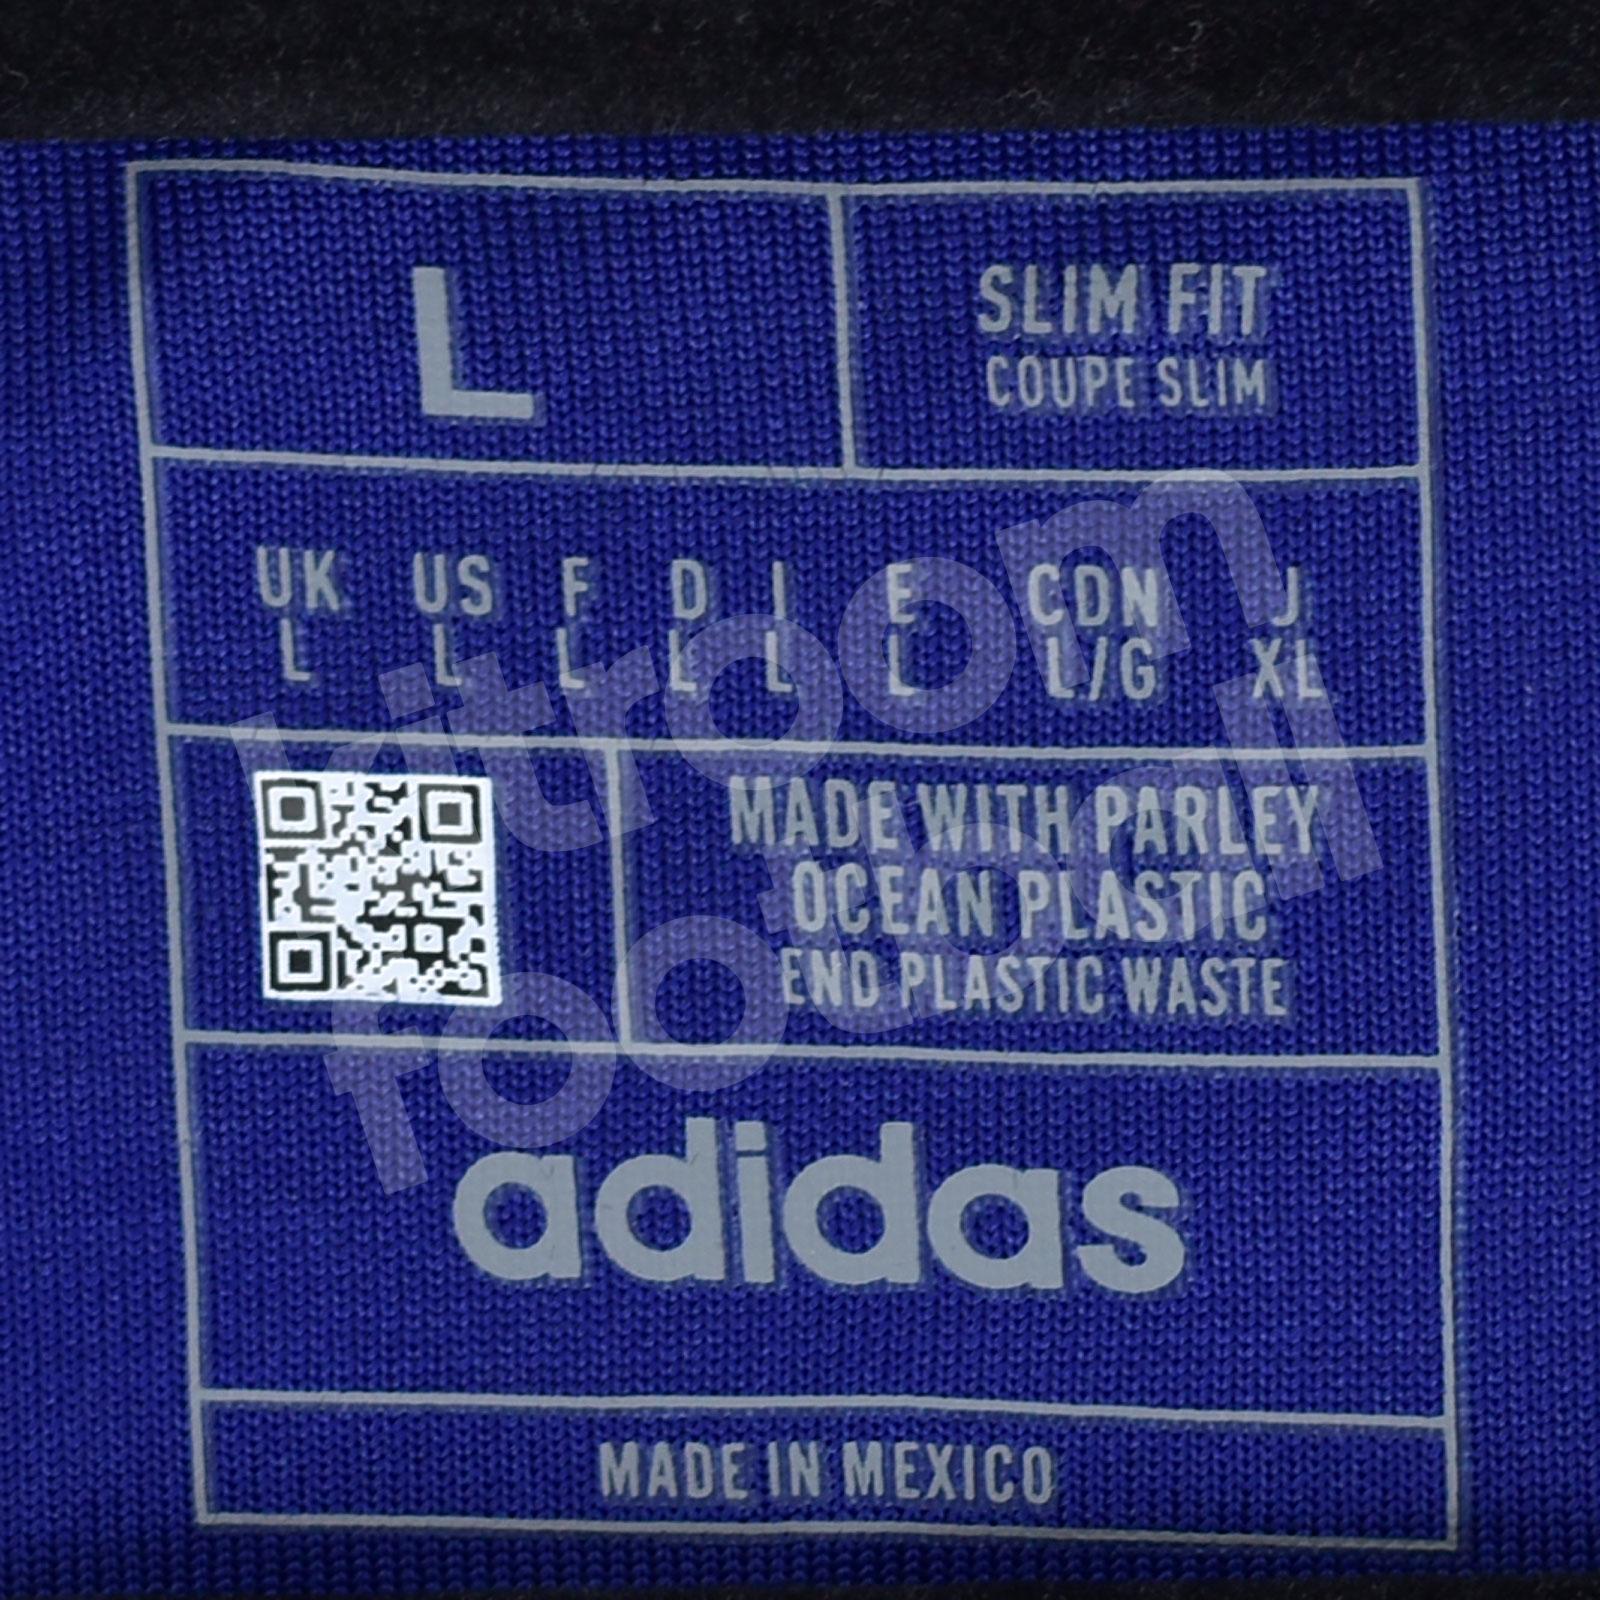 L
SLIM FIT
COUPE SLIM
UK US F D I E CDN J
L L L L L L L/G XL
MADE WITH PARLEY
OCEAN PLASTIC
END PLASTIC WASTE
adidas
MADE IN MEXICO
kitroom
football